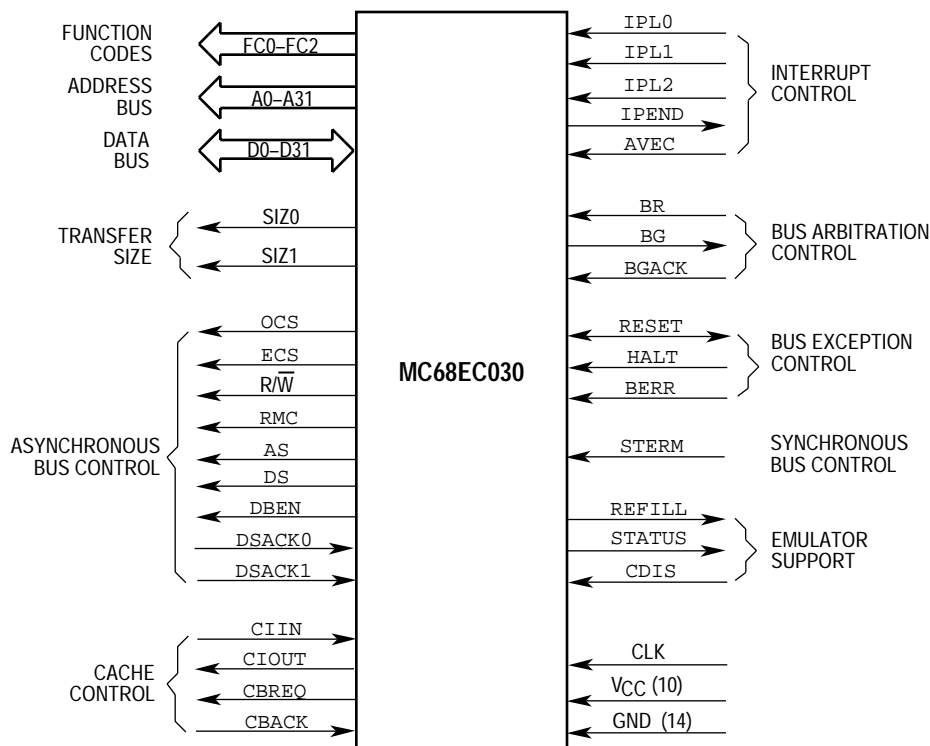 FUNCTION
CODES
FC0–FC2
ADDRESS
BUS
A0–A31
DATA
BUS
D0–D31
TRANSFER
SIZE
SIZ0
SIZ1
ASYNCHRONOUS
BUS CONTROL
OCS
ECS
R/W̅
RMC
AS
DS
DBEN
DSACK0
DSACK1
CACHE
CONTROL
CIIN
CIOUT
CBREQ
CBACK
MC68EC030
IPL0
IPL1
IPL2
IPEND
AVEC
INTERRUPT
CONTROL
BR
BG
BGACK
BUS ARBITRATION
CONTROL
RESET
HALT
BERR
BUS EXCEPTION
CONTROL
STERM
SYNCHRONOUS
BUS CONTROL
REFILL
STATUS
CDIS
EMULATOR
SUPPORT
CLK
VCC (10)
GND (14)